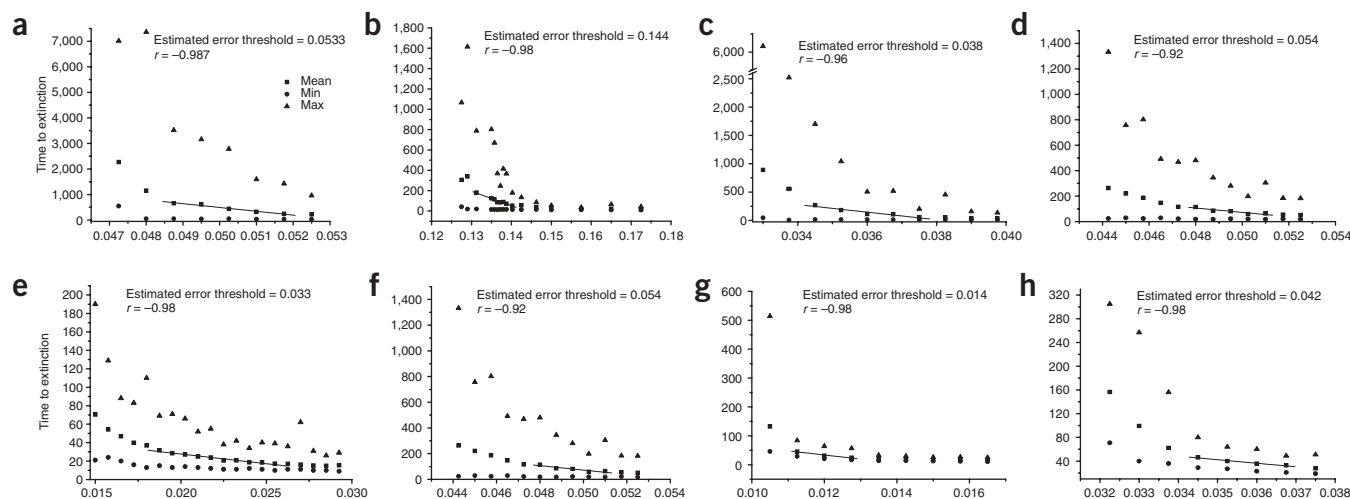 a
Time to extinction
7,000
6,000
5,000
4,000
3,000
2,000
1,000
0
Estimated error threshold = 0.0533
r = –0.987
Mean
Min
Max
0.047 0.048 0.049 0.050 0.051 0.052 0.053
b
1,800
1,600
1,400
1,200
1,000
800
600
400
200
0
Estimated error threshold = 0.144
r = –0.98
0.12 0.13 0.14 0.15 0.16 0.17 0.18
c
6,000
2,500
2,000
1,500
1,000
500
0
Estimated error threshold = 0.038
r = –0.96
0.034 0.036 0.038 0.040
d
1,400
1,200
1,000
800
600
400
200
0
Estimated error threshold = 0.054
r = –0.92
0.044 0.046 0.048 0.050 0.052 0.054
e
Time to extinction
200
180
160
140
120
100
80
60
40
20
0
Estimated error threshold = 0.033
r = –0.98
0.015 0.020 0.025 0.030
f
1,400
1,200
1,000
800
600
400
200
0
Estimated error threshold = 0.054
r = –0.92
0.044 0.046 0.048 0.050 0.052 0.054
g
600
500
400
300
200
100
0
Estimated error threshold = 0.014
r = –0.98
0.010 0.012 0.014 0.016
h
320
280
240
200
160
120
80
40
Estimated error threshold = 0.042
r = –0.98
0.032 0.033 0.034 0.035 0.036 0.037 0.038